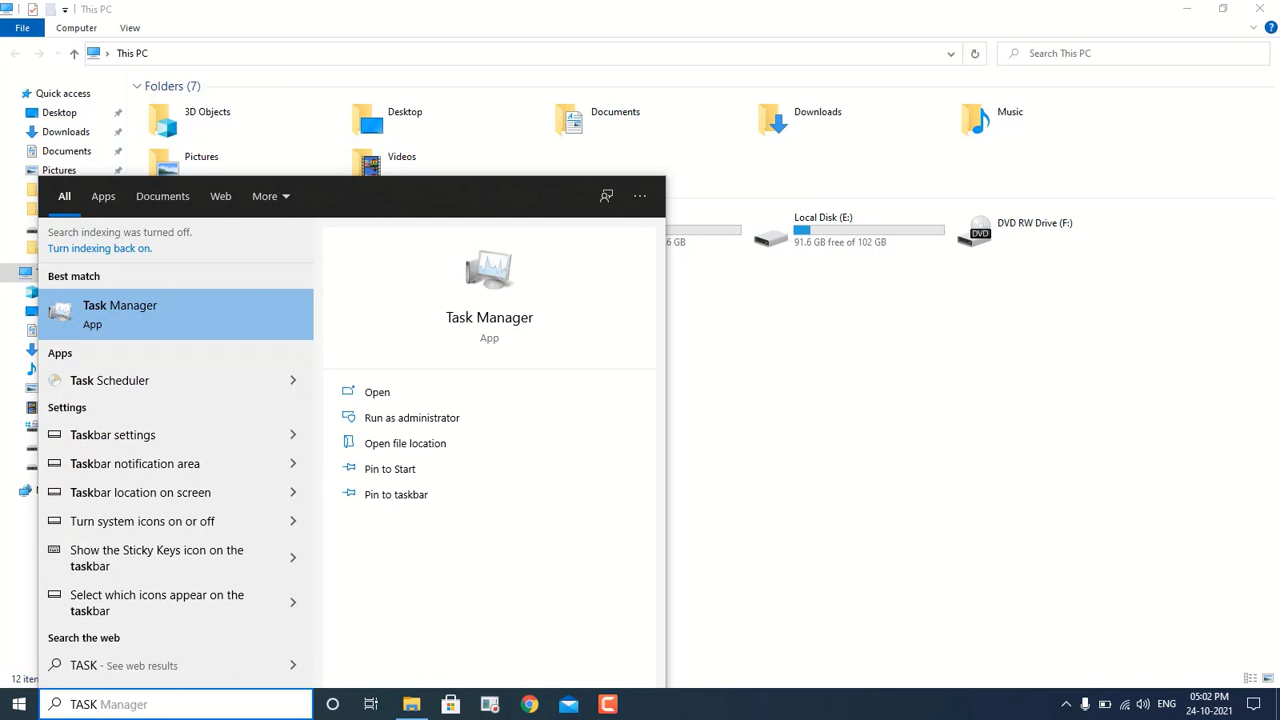 This PC
File
Computer
View
This PC
Search This PC
Quick access
Desktop
Downloads
Documents
Pictures
Folders (7)
3D Objects
Desktop
Documents
Downloads
Music
Pictures
Videos
6 GB
Local Disk (E:)
91.6 GB free of 102 GB
DVD RW Drive (F:)
DVD
All
Apps
Documents
Web
More
Search indexing was turned off.
Turn indexing back on.
Best match
Task Manager
App
Apps
Task Scheduler
Settings
Taskbar settings
Taskbar notification area
Taskbar location on screen
Turn system icons on or off
Show the Sticky Keys icon on the
taskbar
Select which icons appear on the
taskbar
Search the web
TASK - See web results
Task Manager
App
Open
Run as administrator
Open file location
Pin to Start
Pin to taskbar
12 iten
TASK Manager
ENG
05:02 PM
24-10-2021